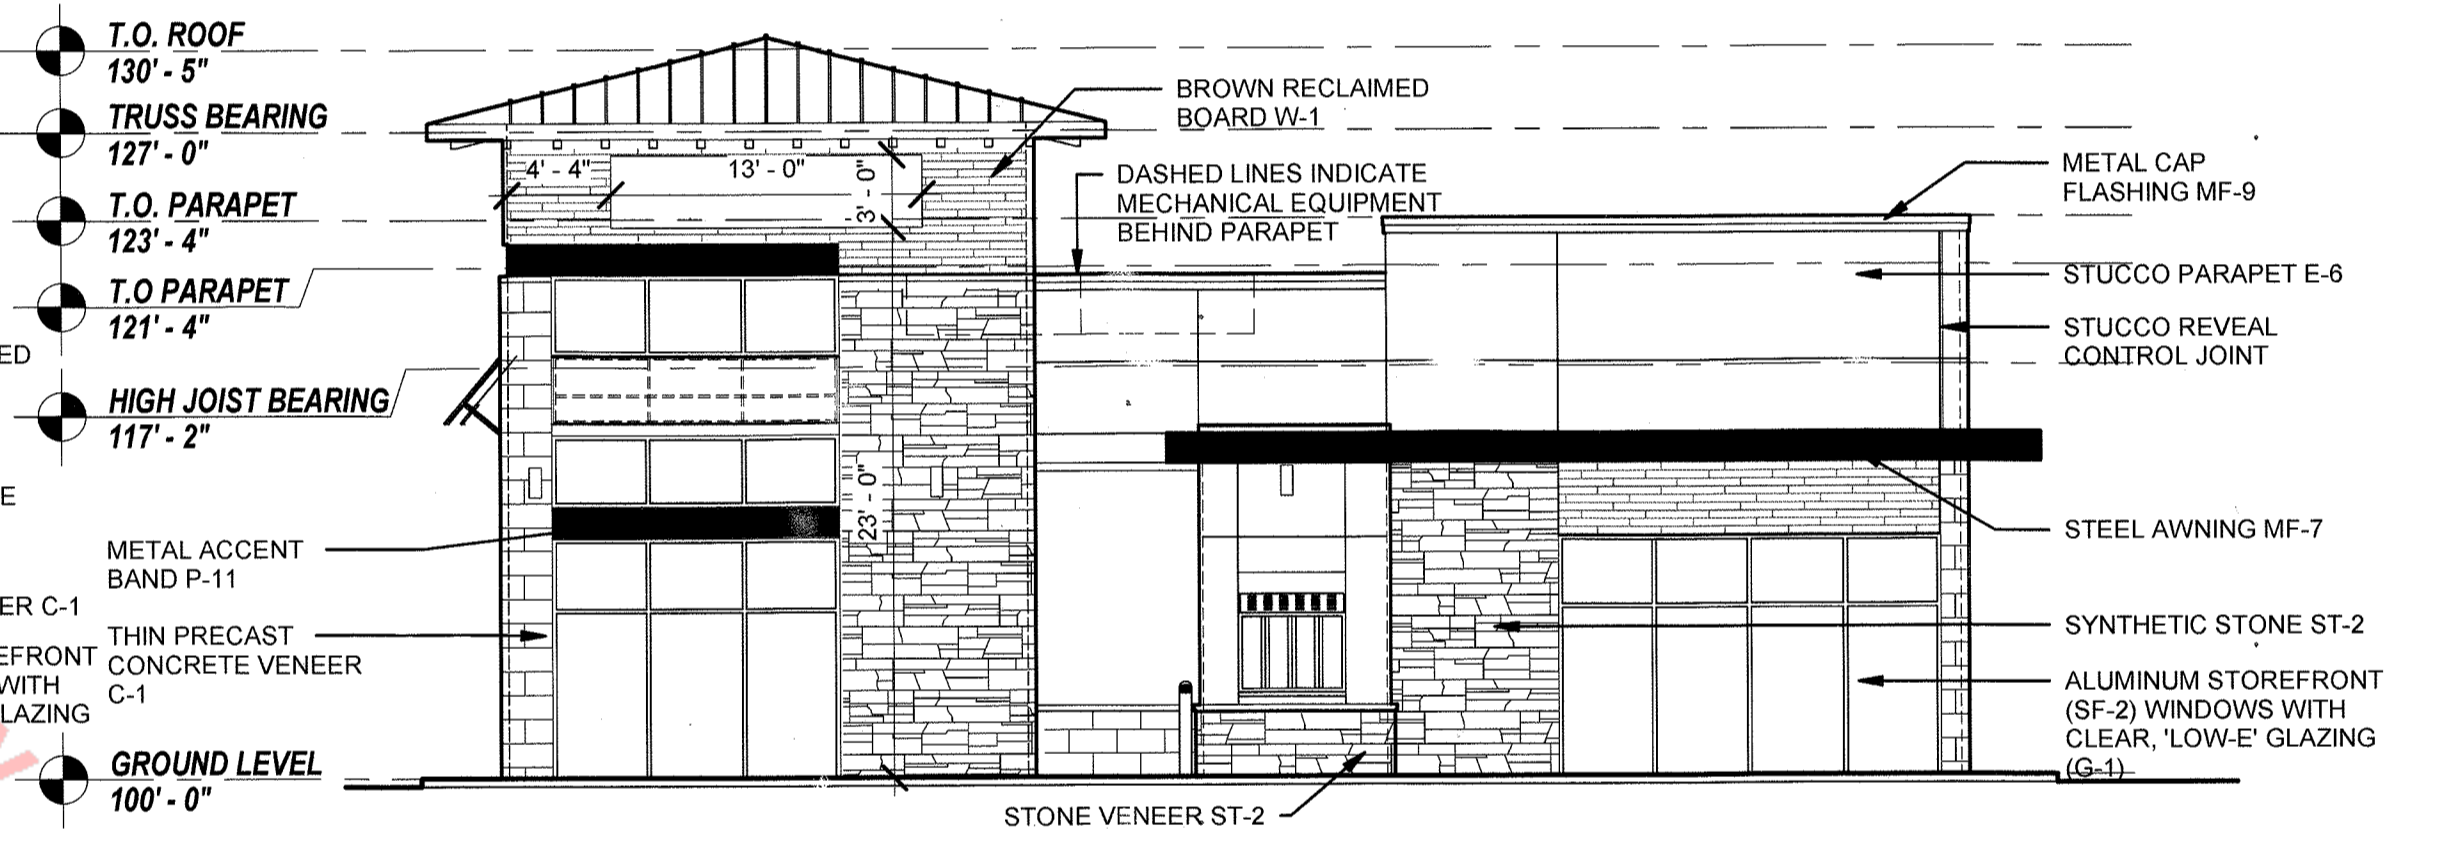 T.O. ROOF
130' - 5"
TRUSS BEARING
127' - 0"
T.O. PARAPET
123' - 4"
T.O PARAPET
121' - 4"
ED
HIGH JOIST BEARING
117' - 2"
E
METAL ACCENT
BAND P-11
ER C-1
THIN PRECAST
CONCRETE VENEER
C-1
EFRONT
WITH
LAZING
GROUND LEVEL
100' - 0"
4' - 4"
13' - 0"
3' - 0"
23' - 0"
BROWN RECLAIMED
BOARD W-1
DASHED LINES INDICATE
MECHANICAL EQUIPMENT
BEHIND PARAPET
STONE VENEER ST-2
METAL CAP
FLASHING MF-9
STUCCO PARAPET E-6
STUCCO REVEAL
CONTROL JOINT
STEEL AWNING MF-7
SYNTHETIC STONE ST-2
ALUMINUM STOREFRONT
(SF-2) WINDOWS WITH
CLEAR, 'LOW-E' GLAZING
(G-1)